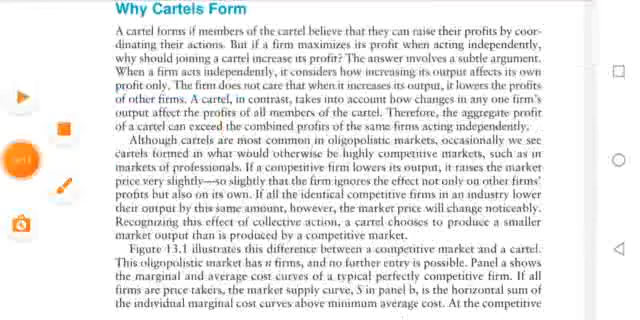 Why Cartels Form
A cartel forms if members of the cartel believe that they can raise their profits by coor-
dinating their actions. But if a firm maximizes its profit when acting independently,
why should joining a cartel increase its profit? The answer involves a subtle argument.
When a firm acts independently, it considers how increasing its output affects its own
profit only. The firm does not care that when it increases its output, it lowers the profits
of other firms. A cartel, in contrast, takes into account how changes in any one firm's
output affect the profits of all members of the cartel. Therefore, the aggregate profit
of a cartel can exceed the combined profits of the same firms acting independently.
Although cartels are most common in oligopolistic markets, occasionally we see
cartels formed in what would otherwise be highly competitive markets, such as in
markets of professionals. If a competitive firm lowers its output, it raises the market
price very slightly—so slightly that the firm ignores the effect not only on other firms'
profits but also on its own. If all the identical competitive firms in an industry lower
their output by this same amount, however, the market price will change noticeably.
Recognizing this effect of collective action, a cartel chooses to produce a smaller
market output than is produced by a competitive market.
Figure 13.1 illustrates this difference between a competitive market and a cartel.
This oligopolistic market has n firms, and no further entry is possible. Panel a shows
the marginal and average cost curves of a typical perfectly competitive firm. If all
firms are price takers, the market supply curve, S in panel b, is the horizontal sum of
the individual marginal cost curves above minimum average cost. At the competitive